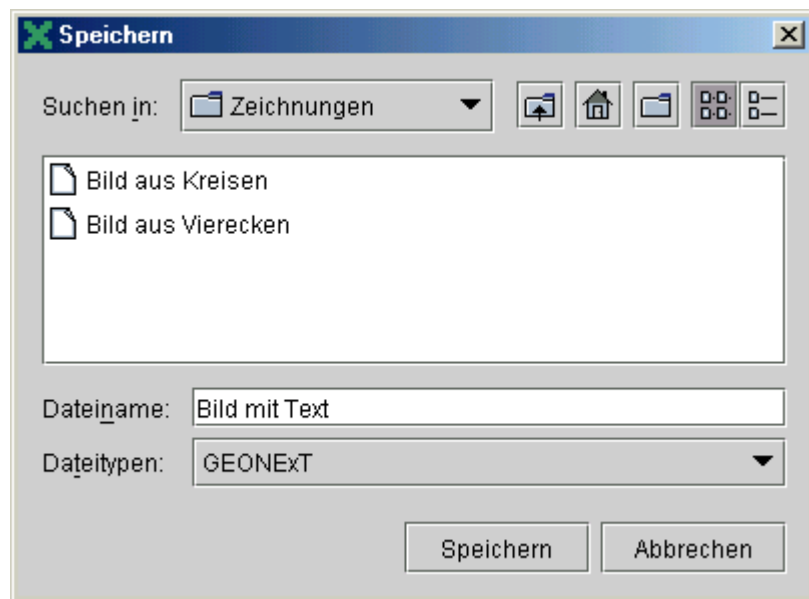 Speichern
Suchen in: Zeichnungen
Bild aus Kreisen
Bild aus Vierecken
Dateiname: Bild mit Text
Dateitypen: GEONExT
Speichern Abbrechen